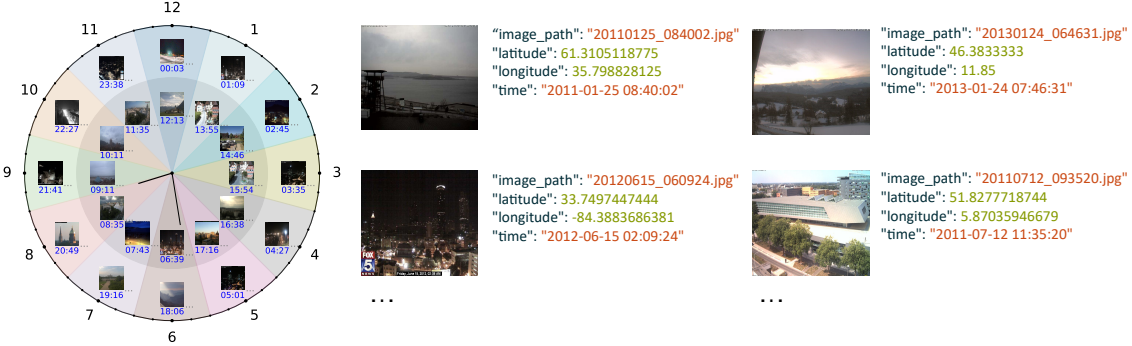 12
11
1
00:03
23:38
01:09
10
2
12:13
11:35
13:55
22:27
02:45
10:11
14:46
9
3
21:41
09:11
15:54
03:35
08:35
16:38
8
4
20:49
07:43
06:39
17:16
04:27
19:16
05:01
18:06
7
5
6
"image_path": "20110125_084002.jpg"
"latitude": 61.3105118775
"longitude": 35.798828125
"time": "2011-01-25 08:40:02"
"image_path": "20130124_064631.jpg"
"latitude": 46.3833333
"longitude": 11.85
"time": "2013-01-24 07:46:31"
"image_path": "20120615_060924.jpg"
"latitude": 33.7497447444
"longitude": -84.3883686381
"time": "2012-06-15 02:09:24"
FOX
5
"image_path": "20110712_093520.jpg"
"latitude": 51.8277718744
"longitude": 5.87035946679
"time": "2011-07-12 11:35:20"
...
...